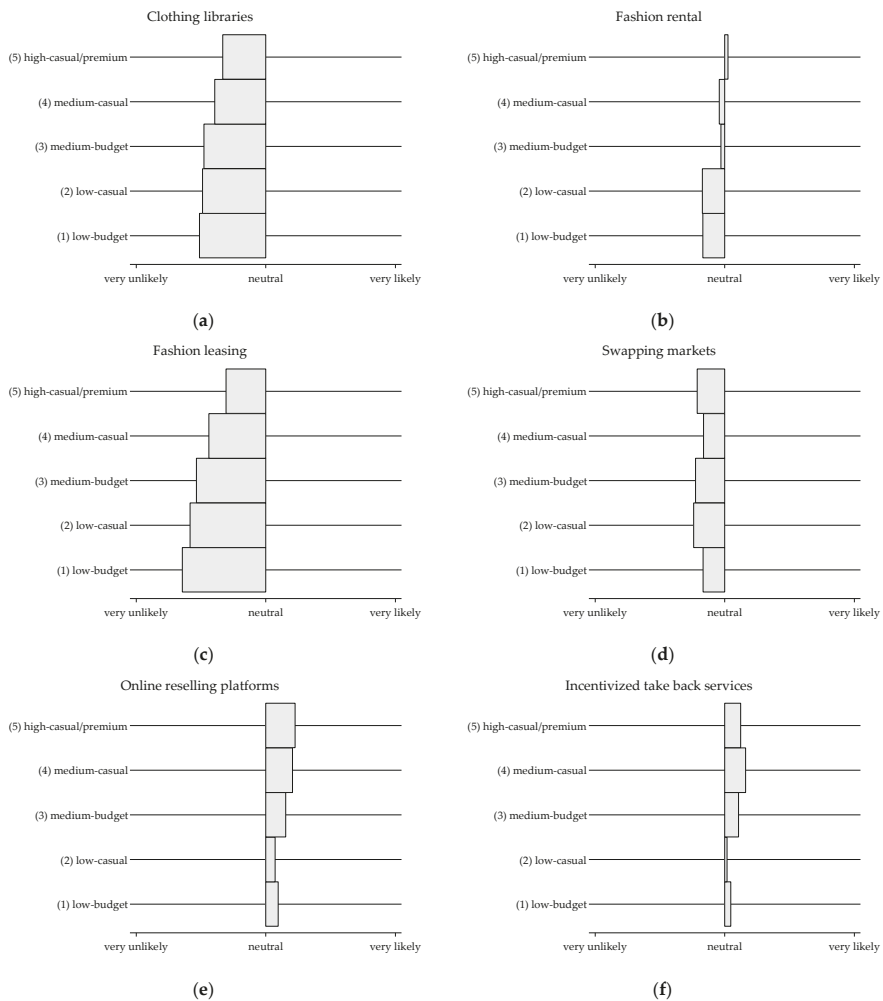 Clothing libraries
(5) high-casual/premium
(4) medium-casual
(3) medium-budget
(2) low-casual
(1) low-budget
very unlikely neutral very likely
(a)
Fashion rental
(5) high-casual/premium
(4) medium-casual
(3) medium-budget
(2) low-casual
(1) low-budget
very unlikely neutral very likely
(b)
Fashion leasing
(5) high-casual/premium
(4) medium-casual
(3) medium-budget
(2) low-casual
(1) low-budget
very unlikely neutral very likely
(c)
Swapping markets
(5) high-casual/premium
(4) medium-casual
(3) medium-budget
(2) low-casual
(1) low-budget
very unlikely neutral very likely
(d)
Online reselling platforms
(5) high-casual/premium
(4) medium-casual
(3) medium-budget
(2) low-casual
(1) low-budget
very unlikely neutral very likely
(e)
Incentivized take back services
(5) high-casual/premium
(4) medium-casual
(3) medium-budget
(2) low-casual
(1) low-budget
very unlikely neutral very likely
(f)